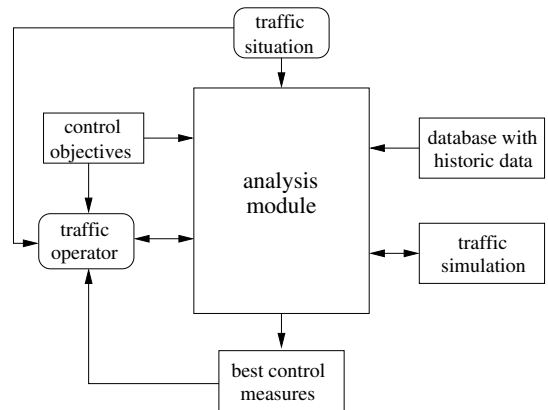 traffic
situation
control
objectives
database with
historic data
analysis
module
traffic
operator
traffic
simulation
best control
measures